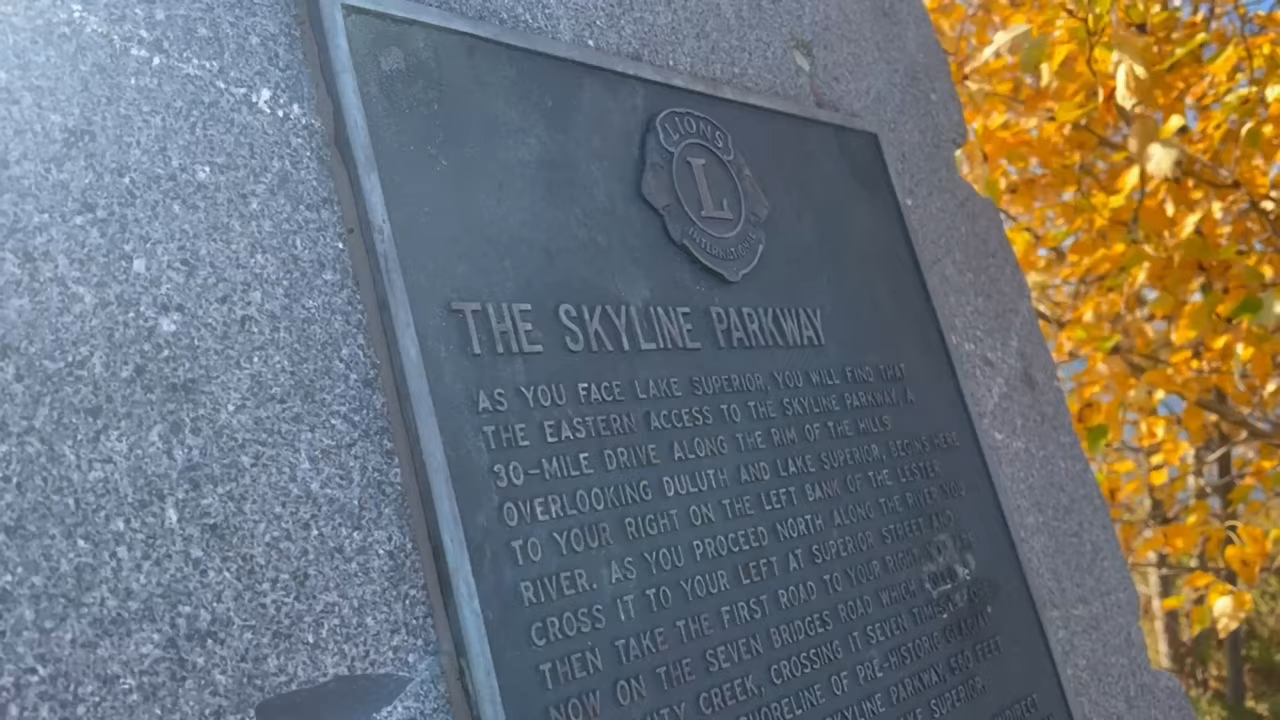 LIONS
L
INTERNATIONAL
THE SKYLINE PARKWAY
AS YOU FACE LAKE SUPERIOR, YOU WILL FIND THAT
THE EASTERN ACCESS TO THE SKYLINE PARKWAY, A
30-MILE DRIVE ALONG THE RIM OF THE HILLS
OVERLOOKING DULUTH AND LAKE SUPERIOR, BEGINS HERE
TO YOUR RIGHT ON THE LEFT BANK OF THE LESTER
RIVER. AS YOU PROCEED NORTH ALONG THE RIVER YOU
CROSS IT TO YOUR LEFT AT SUPERIOR STREET AND
THEN TAKE THE FIRST ROAD TO YOUR RIGHT
NOW ON THE SEVEN BRIDGES ROAD WHICH
CREEK, CROSSING IT SEVEN TIMES
SHORELINE OF PRE-HISTORIC GLACIAL
SKYLINE PARKWAY, 560 FEET
LAKE SUPERIOR